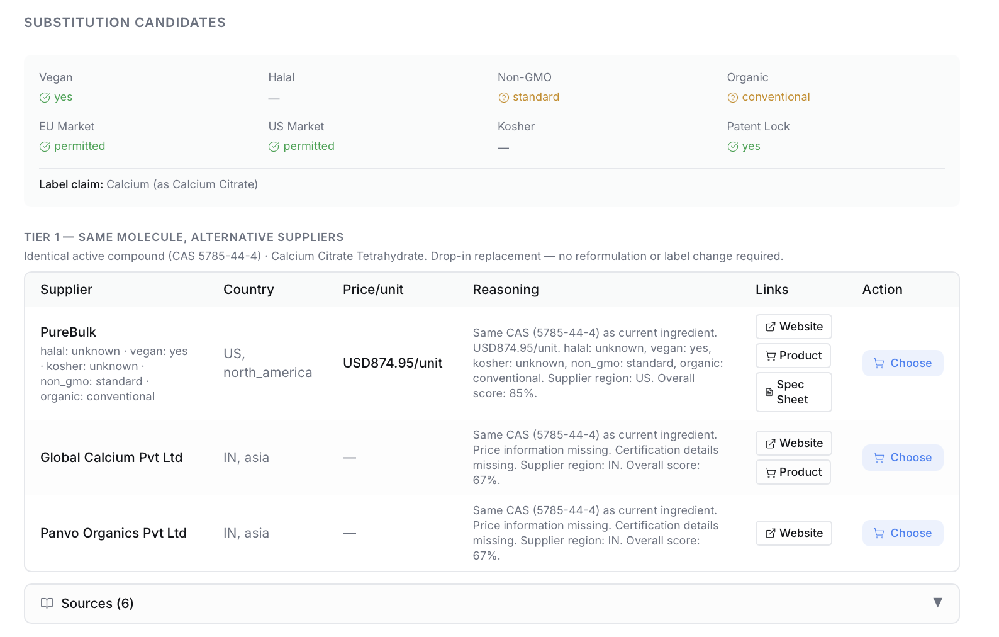 SUBSTITUTION CANDIDATES
Vegan Halal Non-GMO Organic
yes — standard conventional
EU Market US Market Kosher Patent Lock
permitted permitted — yes
Label claim: Calcium (as Calcium Citrate)
TIER 1 — SAME MOLECULE, ALTERNATIVE SUPPLIERS
Identical active compound (CAS 5785-44-4) · Calcium Citrate Tetrahydrate. Drop-in replacement — no reformulation or label change required.
Supplier Country Price/unit Reasoning Links Action
PureBulk
halal: unknown · vegan: yes
· kosher: unknown ·
non_gmo: standard ·
organic: conventional
US,
north_america
USD874.95/unit
Same CAS (5785-44-4) as current ingredient.
USD874.95/unit. halal: unknown, vegan: yes,
kosher: unknown, non_gmo: standard, organic:
conventional. Supplier region: US. Overall
score: 85%.
Website
Product
Spec
Sheet
Choose
Global Calcium Pvt Ltd
IN, asia
—
Same CAS (5785-44-4) as current ingredient.
Price information missing. Certification details
missing. Supplier region: IN. Overall score:
67%.
Website
Product
Choose
Panvo Organics Pvt Ltd
IN, asia
—
Same CAS (5785-44-4) as current ingredient.
Price information missing. Certification details
missing. Supplier region: IN. Overall score:
67%.
Website
Choose
Sources (6)